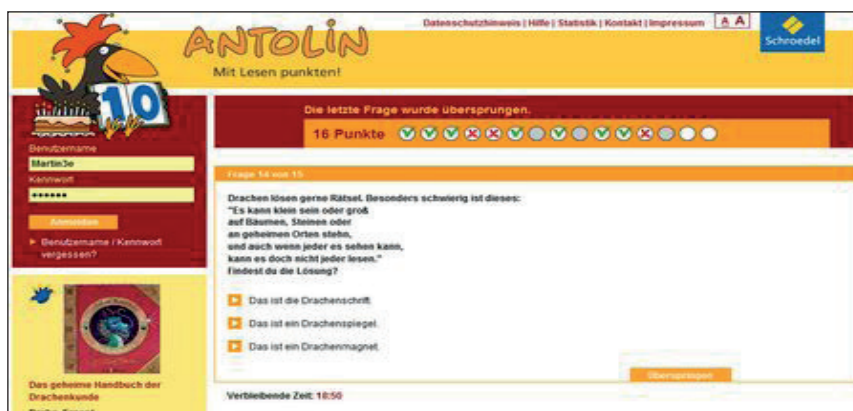 Datenschutzhinweis | Hilfe | Statistik | Kontakt | Impressum A A
Schroedel
ANTOLIN
Mit Lesen punkten!
10
Die letzte Frage wurde übersprungen.
16 Punkte
Benutzername
Martin3e
Kennwort
••••••
Anmelden
Benutzername / Kennwort
vergessen?
Frage 14 von 15
Drachen lösen gerne Rätsel. Besonders schwierig ist dieses:
"Es kann klein sein oder groß
auf Bäumen, Steinen oder
an geheimen Orten stehn,
und auch wenn jeder es sehen kann,
kann es doch nicht jeder lesen."
Findest du die Lösung?
Das ist die Drachenschrift.
Das ist ein Drachenspiegel.
Das ist ein Drachenmagnet.
Überspringen
Verbleibende Zeit: 18:50
Das geheime Handbuch der
Drachenkunde